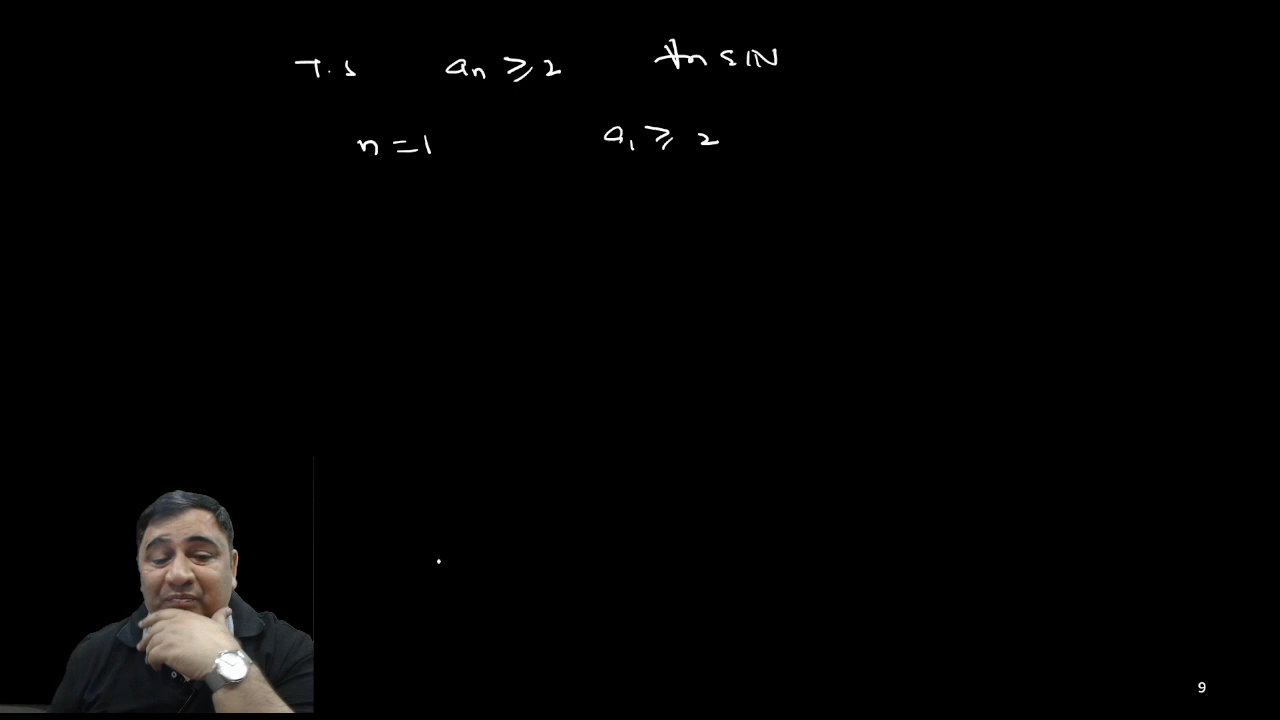 T.S aₙ ⩾ 2 ∀n ∈ ℕ
n = 1 a₁ ⩾ 2
9